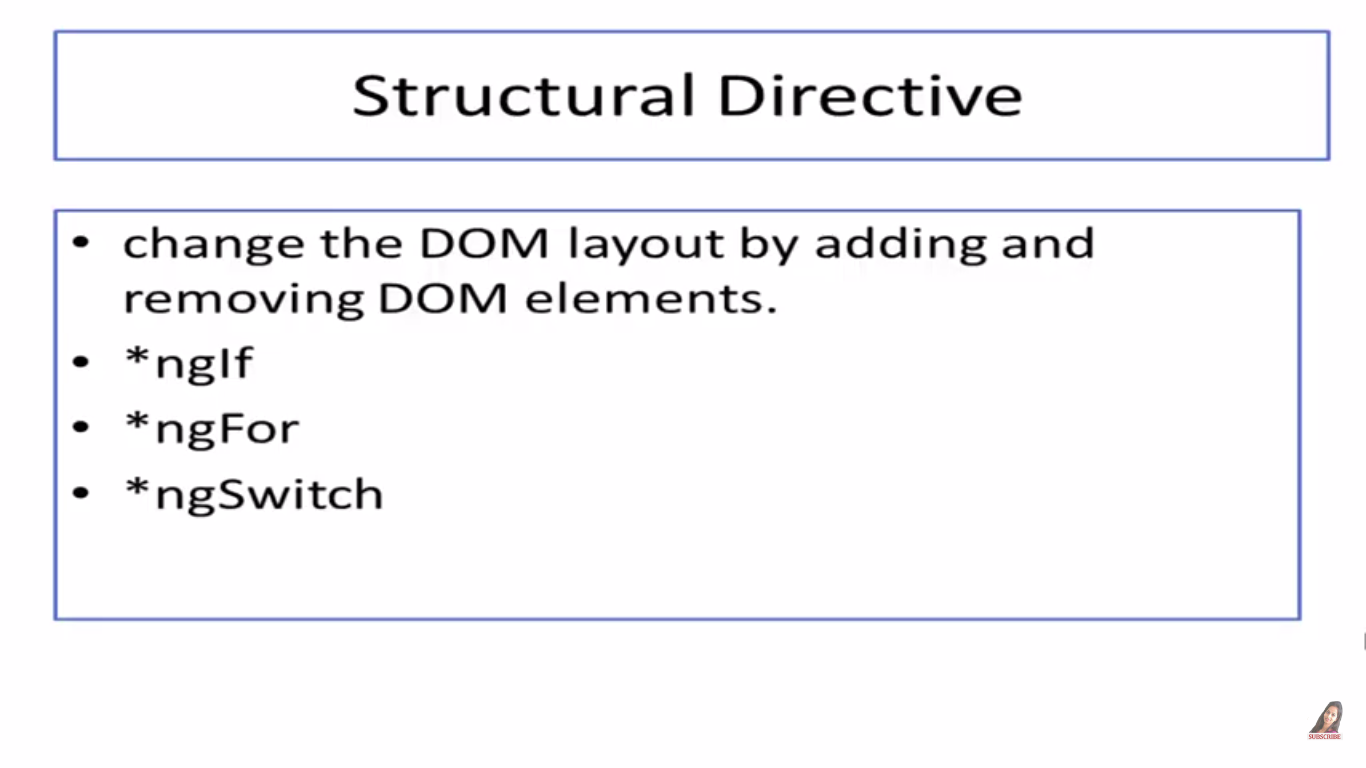 Structural Directive
• change the DOM layout by adding and
removing DOM elements.
• *ngIf
• *ngFor
• *ngSwitch
SUBSCRIBE